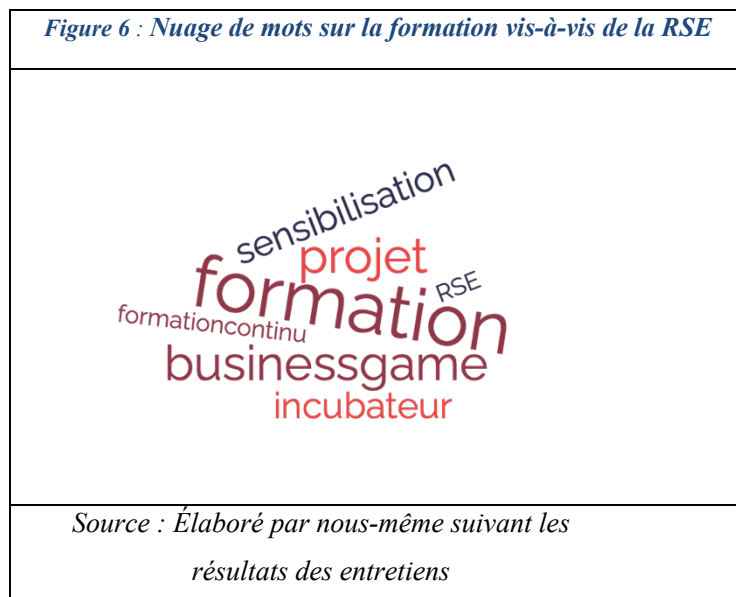 Figure 6 : Nuage de mots sur la formation vis-à-vis de la RSE
sensibilisation
projet
formation
RSE
formationcontinu
businessgame
incubateur
Source : Élaboré par nous-même suivant les
résultats des entretiens